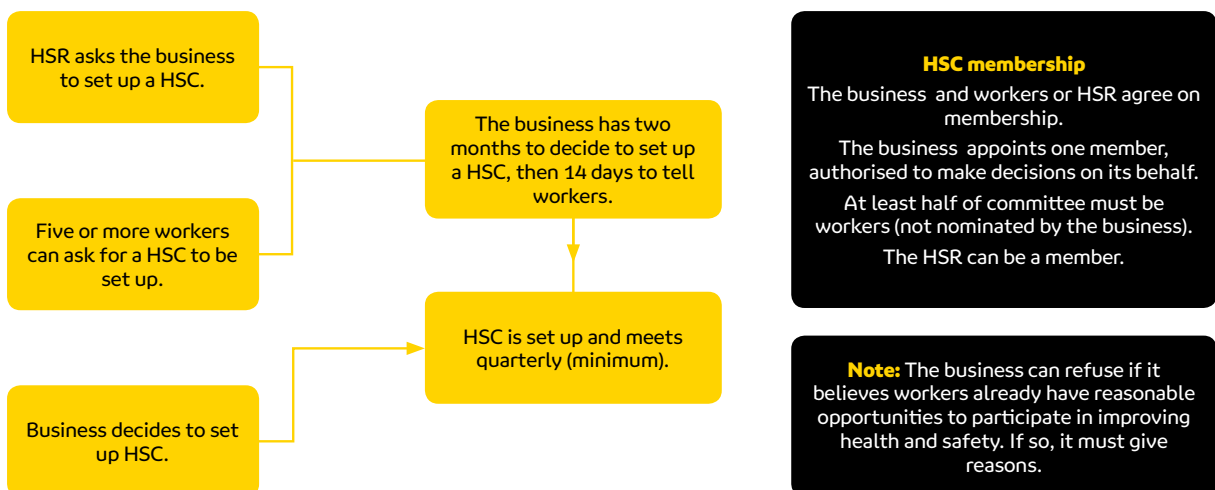 HSR asks the business
to set up a HSC.
Five or more workers
can ask for a HSC to be
set up.
Business decides to set
up HSC.
The business has two
months to decide to set up
a HSC, then 14 days to tell
workers.
HSC is set up and meets
quarterly (minimum).
HSC membership
The business and workers or HSR agree on
membership.
The business appoints one member,
authorised to make decisions on its behalf.
At least half of committee must be
workers (not nominated by the business).
The HSR can be a member.
Note: The business can refuse if it
believes workers already have reasonable
opportunities to participate in improving
health and safety. If so, it must give
reasons.